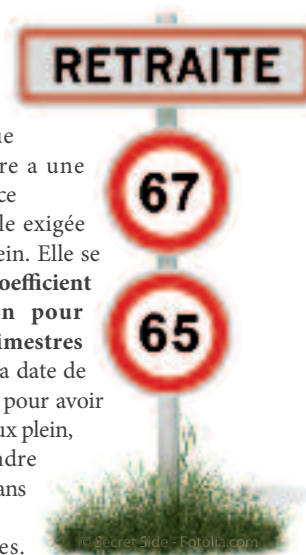 RETRAITE
67
65
ue
re a une
ce
le exigée
ein. Elle se
oefficient
n pour
imestres
a date de
pour avoir
ux plein,
ndre
ans
es.
© Secret Side - Fotolia.com